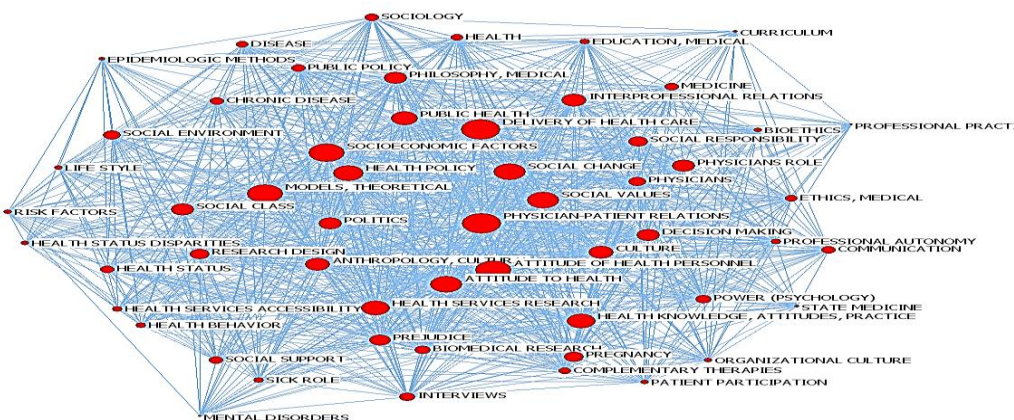 SOCIOLOGY
CURRICULUM
HEALTH
EDUCATION, MEDICAL
DISEASE
EPIDEMIOLOGIC METHODS
PUBLIC POLICY
PHILOSOPHY, MEDICAL
MEDICINE
INTERPROFESSIONAL RELATIONS
CHRONIC DISEASE
PUBLIC HEALTH
DELIVERY OF HEALTH CARE
BIOETHICS
PROFESSIONAL PRACT
SOCIAL ENVIRONMENT
SOCIAL RESPONSIBILITY
SOCIOECONOMIC FACTORS
PHYSICIANS ROLE
LIFE STYLE
HEALTH POLICY
SOCIAL CHANGE
PHYSICIANS
MODELS, THEORETICAL
SOCIAL VALUES
ETHICS, MEDICAL
SOCIAL CLASS
RISK FACTORS
POLITICS
PHYSICIAN-PATIENT RELATIONS
DECISION MAKING
HEALTH STATUS DISPARITIES
PROFESSIONAL AUTONOMY
RESEARCH DESIGN
CULTURE
COMMUNICATION
ANTHROPOLOGY, CULTUR
ATTITUDE OF HEALTH PERSONNEL
HEALTH STATUS
ATTITUDE TO HEALTH
POWER (PSYCHOLOGY)
HEALTH SERVICES ACCESSIBILITY
HEALTH SERVICES RESEARCH
STATE MEDICINE
HEALTH KNOWLEDGE, ATTITUDES, PRACTICE
HEALTH BEHAVIOR
PREJUDICE
BIOMEDICAL RESEARCH
PREGNANCY
SOCIAL SUPPORT
ORGANIZATIONAL CULTURE
COMPLEMENTARY THERAPIES
SICK ROLE
PATIENT PARTICIPATION
INTERVIEWS
MENTAL DISORDERS